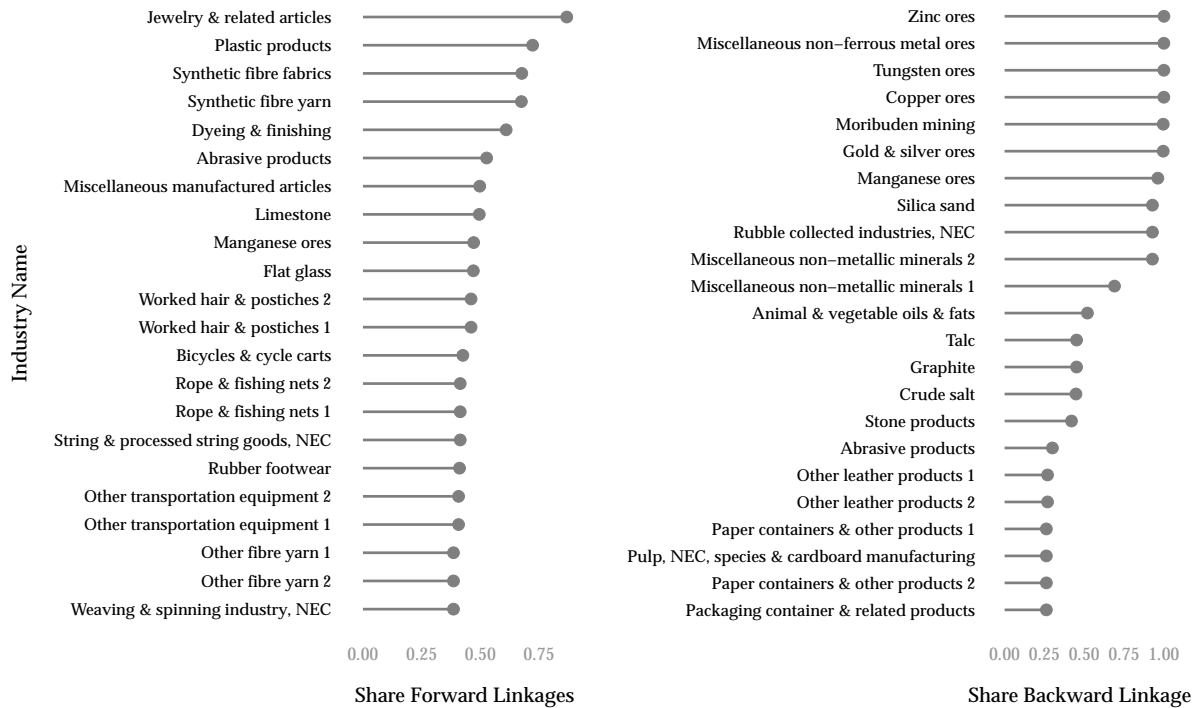 Jewelry & related articles
Plastic products
Synthetic fibre fabrics
Synthetic fibre yarn
Dyeing & finishing
Abrasive products
Miscellaneous manufactured articles
Limestone
Manganese ores
Flat glass
Worked hair & postiches 2
Worked hair & postiches 1
Bicycles & cycle carts
Rope & fishing nets 2
Rope & fishing nets 1
String & processed string goods, NEC
Rubber footwear
Other transportation equipment 2
Other transportation equipment 1
Other fibre yarn 1
Other fibre yarn 2
Weaving & spinning industry, NEC
Industry Name
0.00 0.25 0.50 0.75
Share Forward Linkages
Zinc ores
Miscellaneous non−ferrous metal ores
Tungsten ores
Copper ores
Moribuden mining
Gold & silver ores
Manganese ores
Silica sand
Rubble collected industries, NEC
Miscellaneous non−metallic minerals 2
Miscellaneous non−metallic minerals 1
Animal & vegetable oils & fats
Talc
Graphite
Crude salt
Stone products
Abrasive products
Other leather products 1
Other leather products 2
Paper containers & other products 1
Pulp, NEC, species & cardboard manufacturing
Paper containers & other products 2
Packaging container & related products
0.00 0.25 0.50 0.75 1.00
Share Backward Linkage